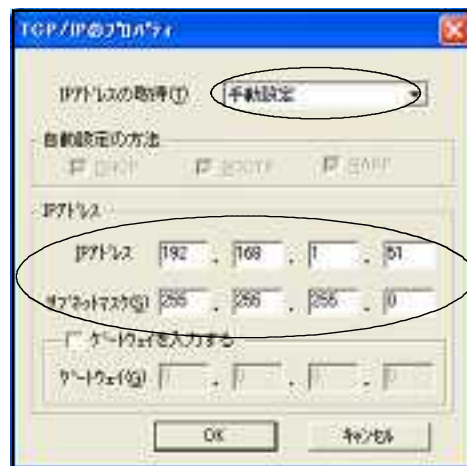 TCP/IPのﾌﾟﾛﾊﾟﾃｨ
IPｱﾄﾞﾚｽの取得(T) 手動設定
自動設定の方法
DHCP BOOTP RARP
IPｱﾄﾞﾚｽ
IPｱﾄﾞﾚｽ 192 . 168 . 1 . 51
ｻﾌﾞﾈｯﾄﾏｽｸ(S) 255 . 255 . 255 . 0
ｹﾞｰﾄｳｪｲを入力する
ｹﾞｰﾄｳｪｲ(G) 0 . 0 . 0 . 0
OK ｷｬﾝｾﾙ